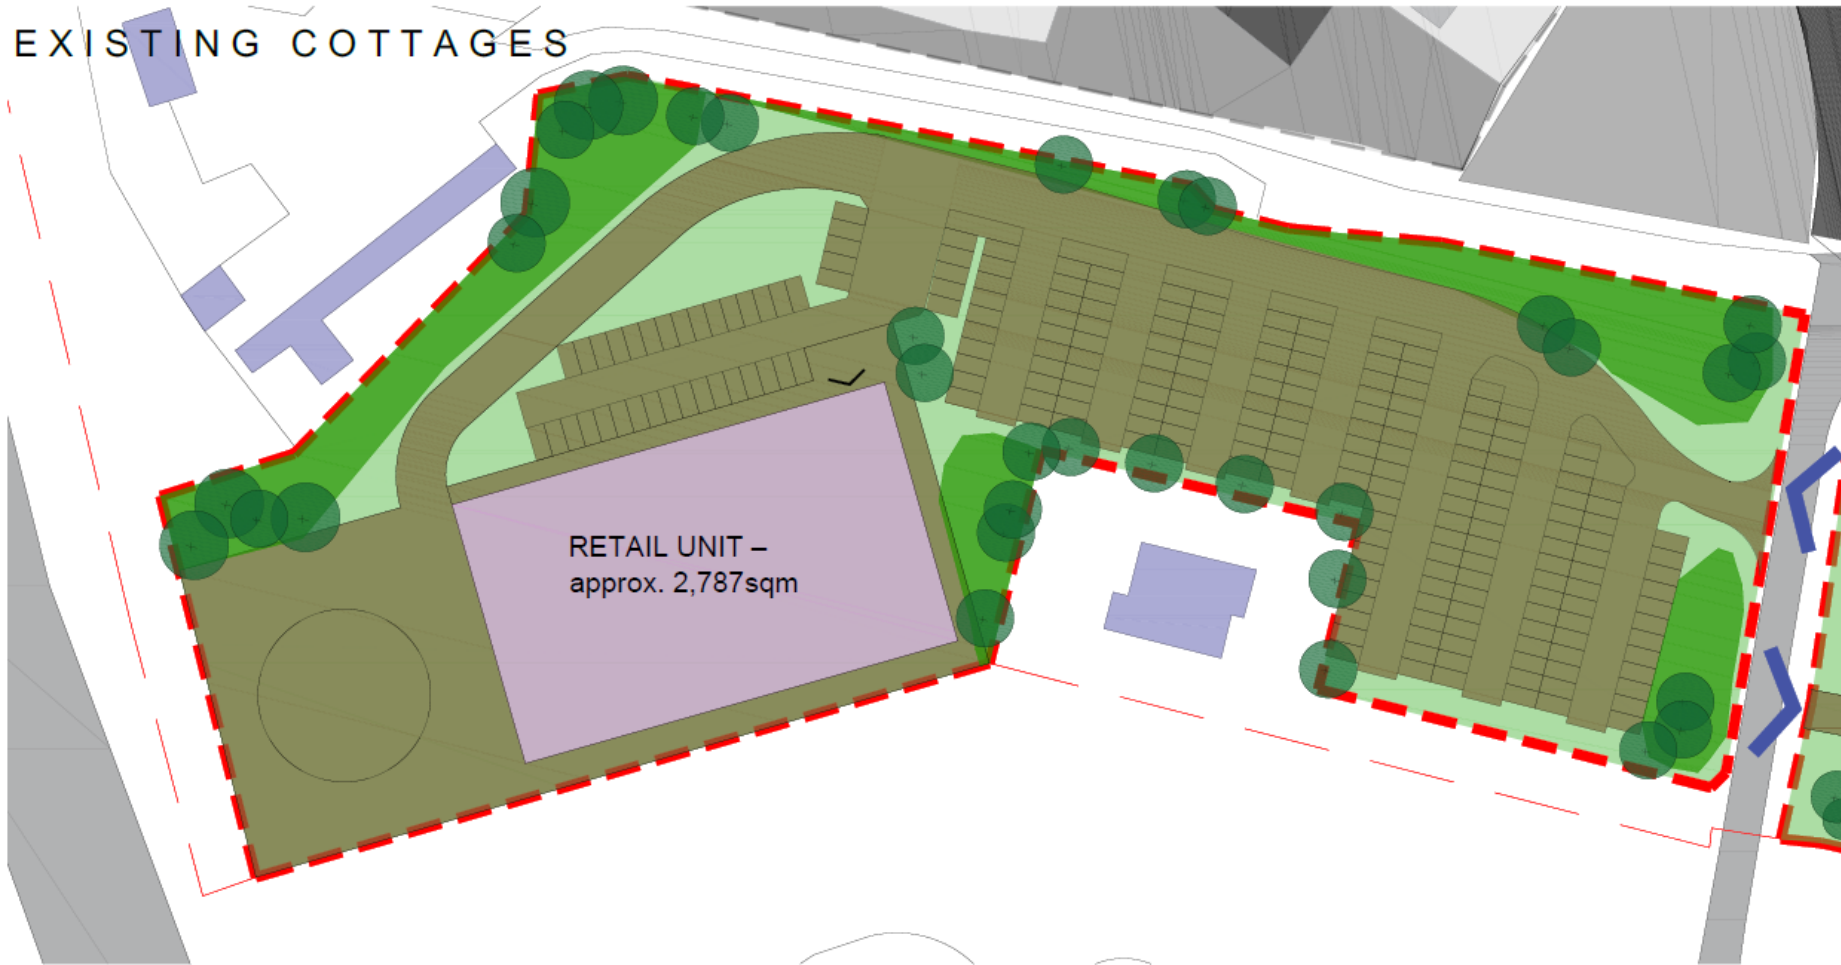 EXISTING COTTAGES
RETAIL UNIT –
approx. 2,787sqm